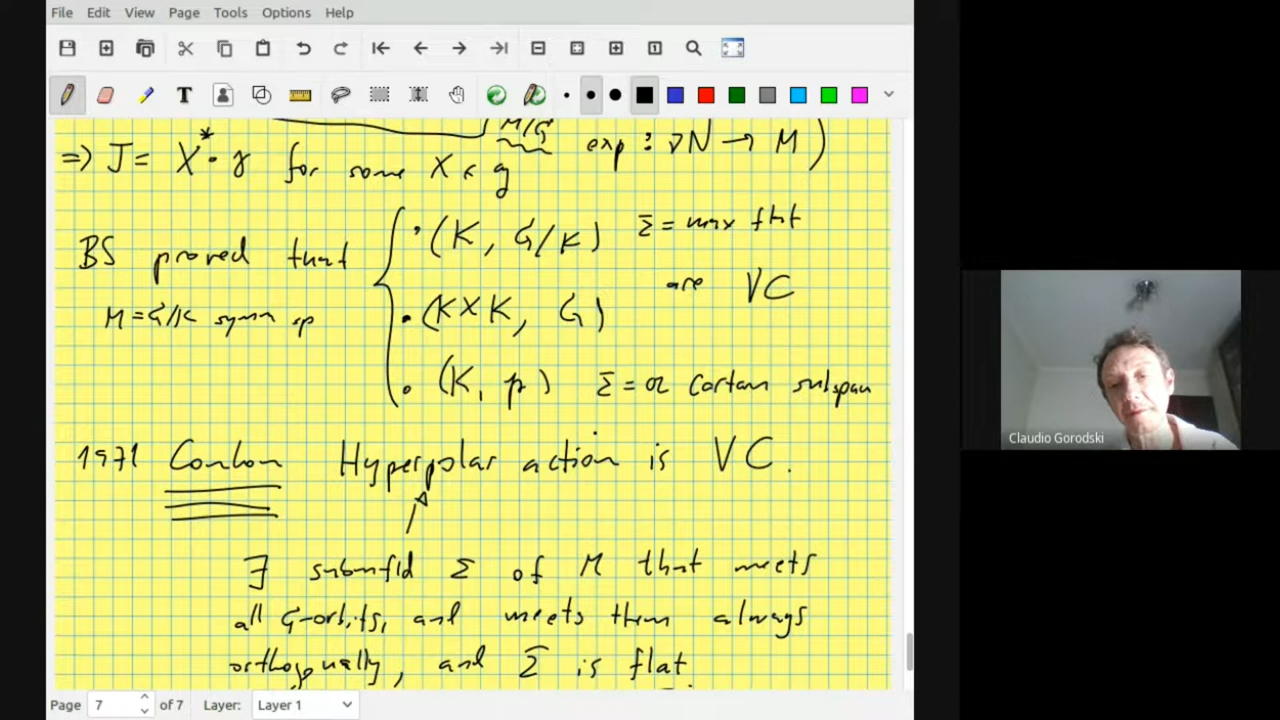 File Edit View Page Tools Options Help
M/G
=> J = X*·γ for some X ∈ g exp : νN → M )
BS proved that
M = G/K symm sp
· (K, G/K) Σ = max flat
are VC
· (K×K, G)
· (K, p) Σ = a Cartan subspace
Claudio Gorodski
1971 Conlon Hyperpolar action is VC.
∃ submfld Σ of M that meets
all G-orbits, and meets them always
orthogonally, and Σ is flat.
Page 7 of 7 Layer: Layer 1